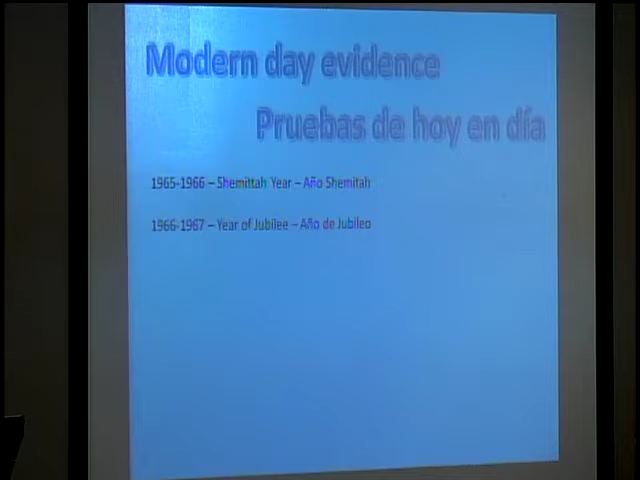 Modern day evidence
Pruebas de hoy en día
1965-1966 – Shemittah Year – Año Shemitah
1966-1967 – Year of Jubilee – Año de Jubileo